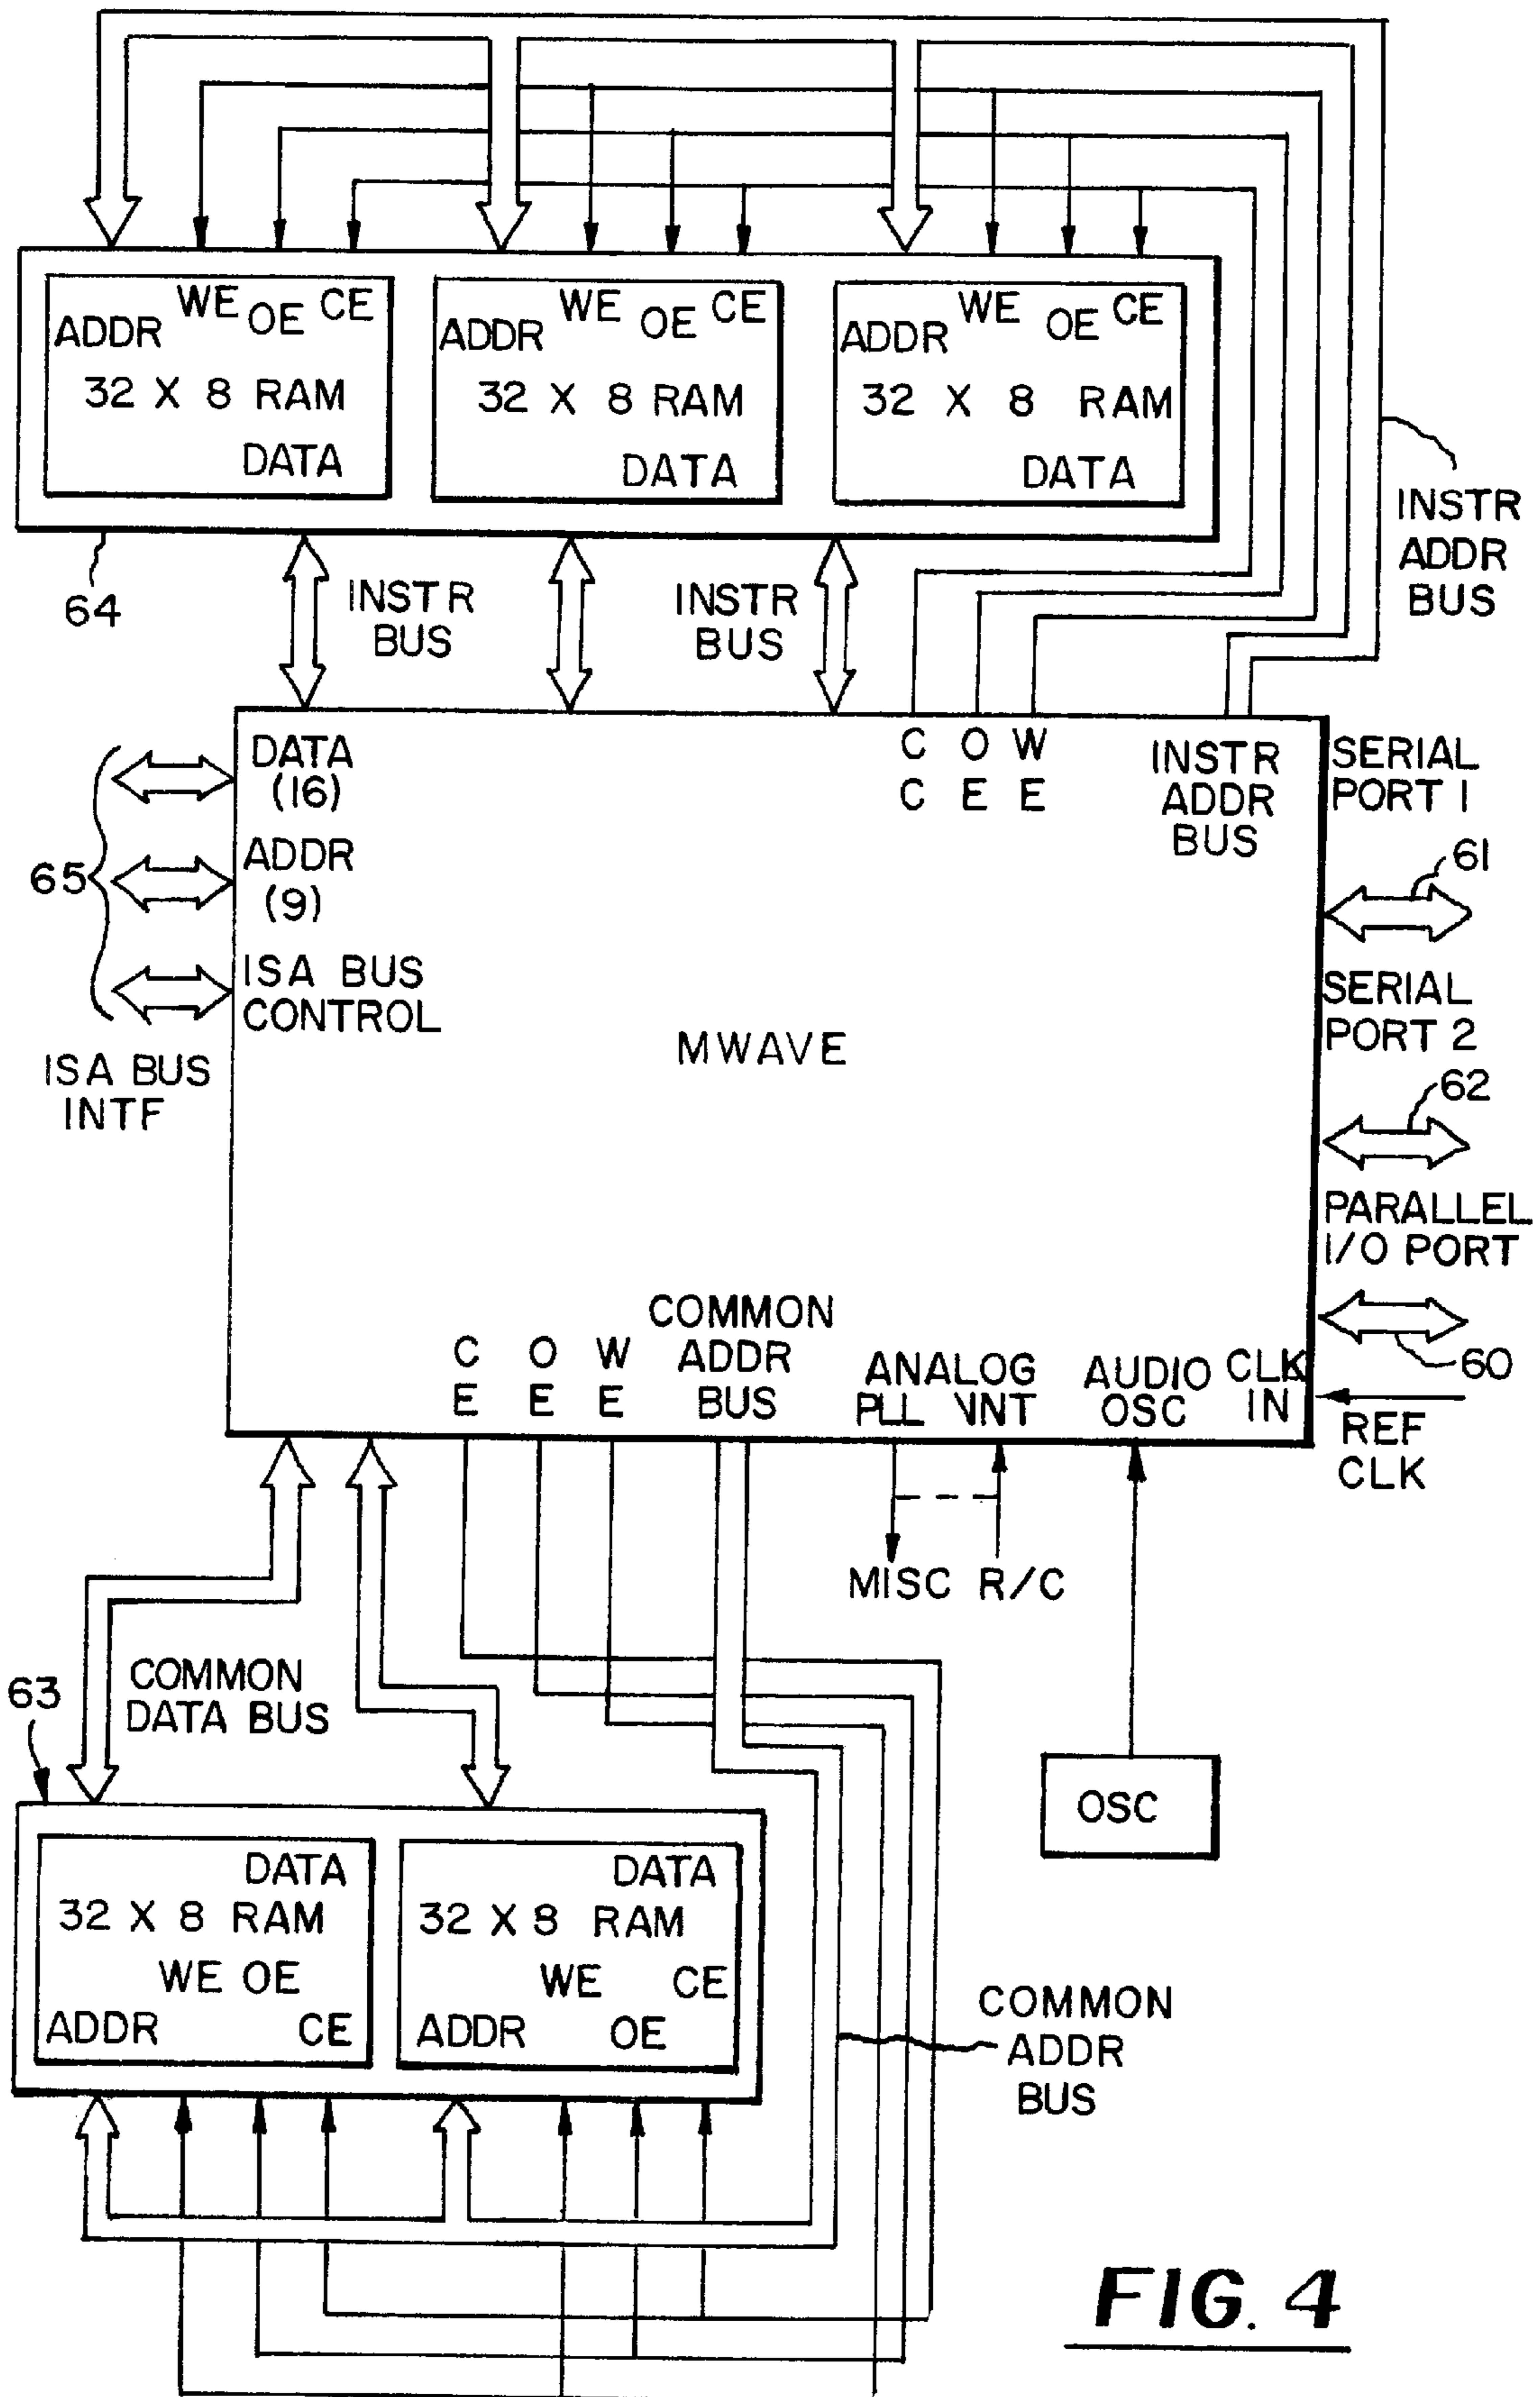 WE OE CE
ADDR
32 X 8 RAM
DATA
WE OE CE
ADDR
32 X 8 RAM
DATA
WE OE CE
ADDR
32 X 8 RAM
DATA
INSTR
ADDR
BUS
64
INSTR
BUS
INSTR
BUS
DATA
(16)
ADDR
(9)
ISA BUS
CONTROL
65
ISA BUS
INTF
C O W
C E E
INSTR
ADDR
BUS
SERIAL
PORT 1
61
SERIAL
PORT 2
62
PARALLEL
I/O PORT
60
MWAVE
C O W
E E E
COMMON
ADDR
BUS
ANALOG
PLL VNT
AUDIO
OSC
CLK
IN
REF
CLK
MISC R/C
COMMON
DATA BUS
63
OSC
DATA
32 X 8 RAM
WE OE
ADDR CE
DATA
32 X 8 RAM
WE CE
ADDR OE
COMMON
ADDR
BUS
FIG. 4